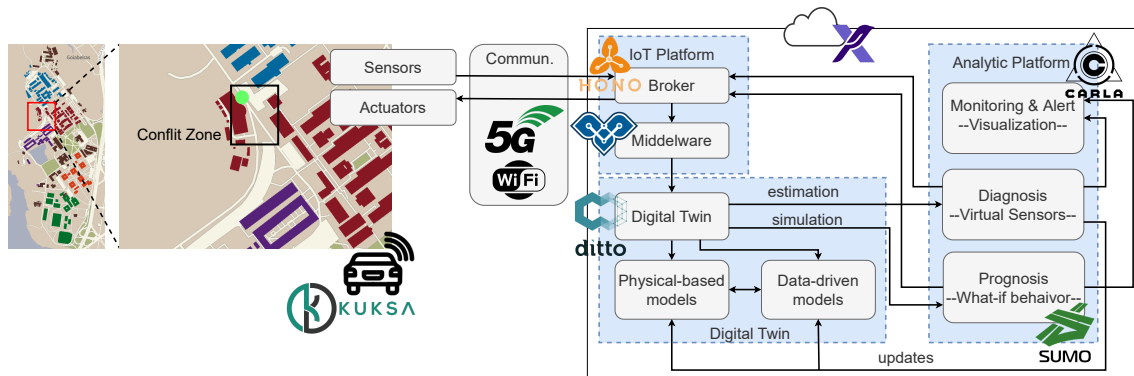 Goldheimy
Conflit Zone
KUKSA
Sensors
Actuators
Commun.
5G
WiFi
IoT Platform
HONO
Broker
Middelware
ditto
Digital Twin
Physical-based
models
Data-driven
models
Digital Twin
estimation
simulation
updates
Analytic Platform
CARLA
Monitoring & Alert
--Visualization--
Diagnosis
--Virtual Sensors--
Prognosis
--What-if behaivor--
SUMO